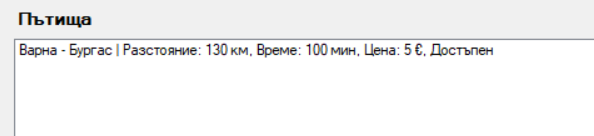 Пътища
Варна - Бургас | Разстояние: 130 км, Време: 100 мин, Цена: 5 €, Достъпен